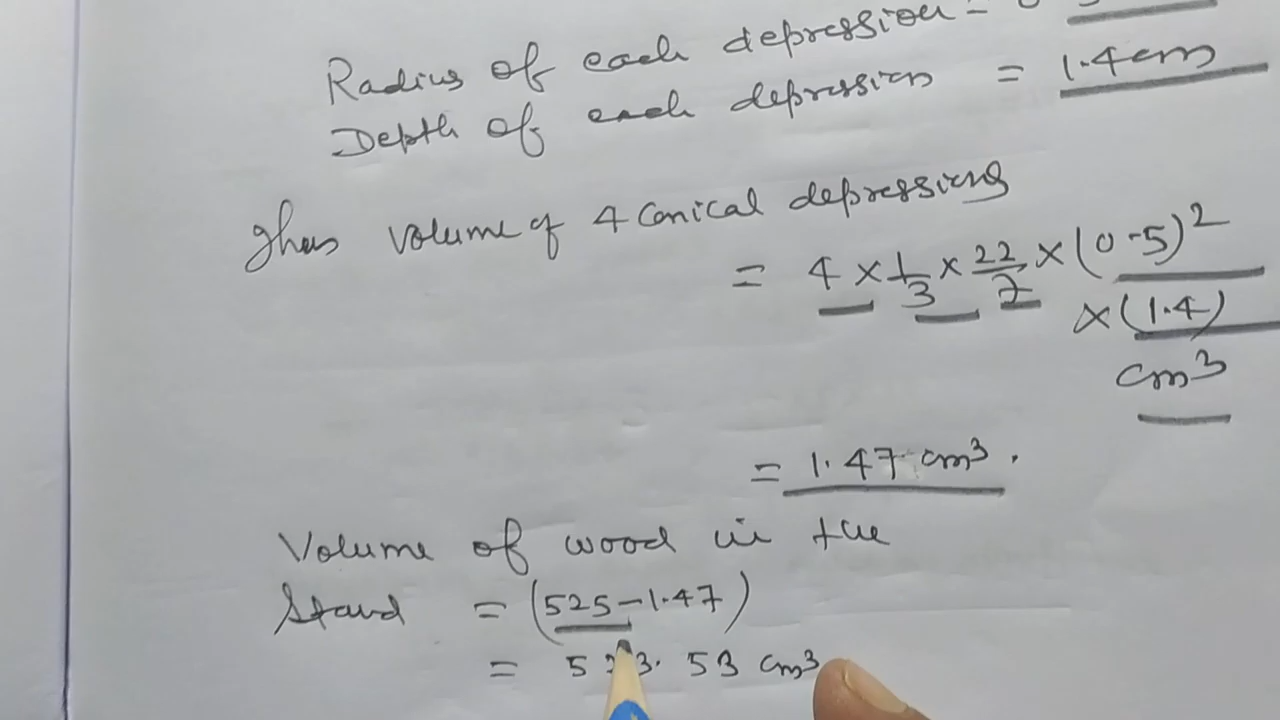 Radius of each depression =
Depth of each depression = 1.4cm
Thus volume of 4 Conical depressions
= 4 × 1/3 × 22/7 × (0.5)²
× (1.4)
cm³
= 1.47 cm³.
Volume of wood in the
Stand = (525-1.47)
= 53 cm³